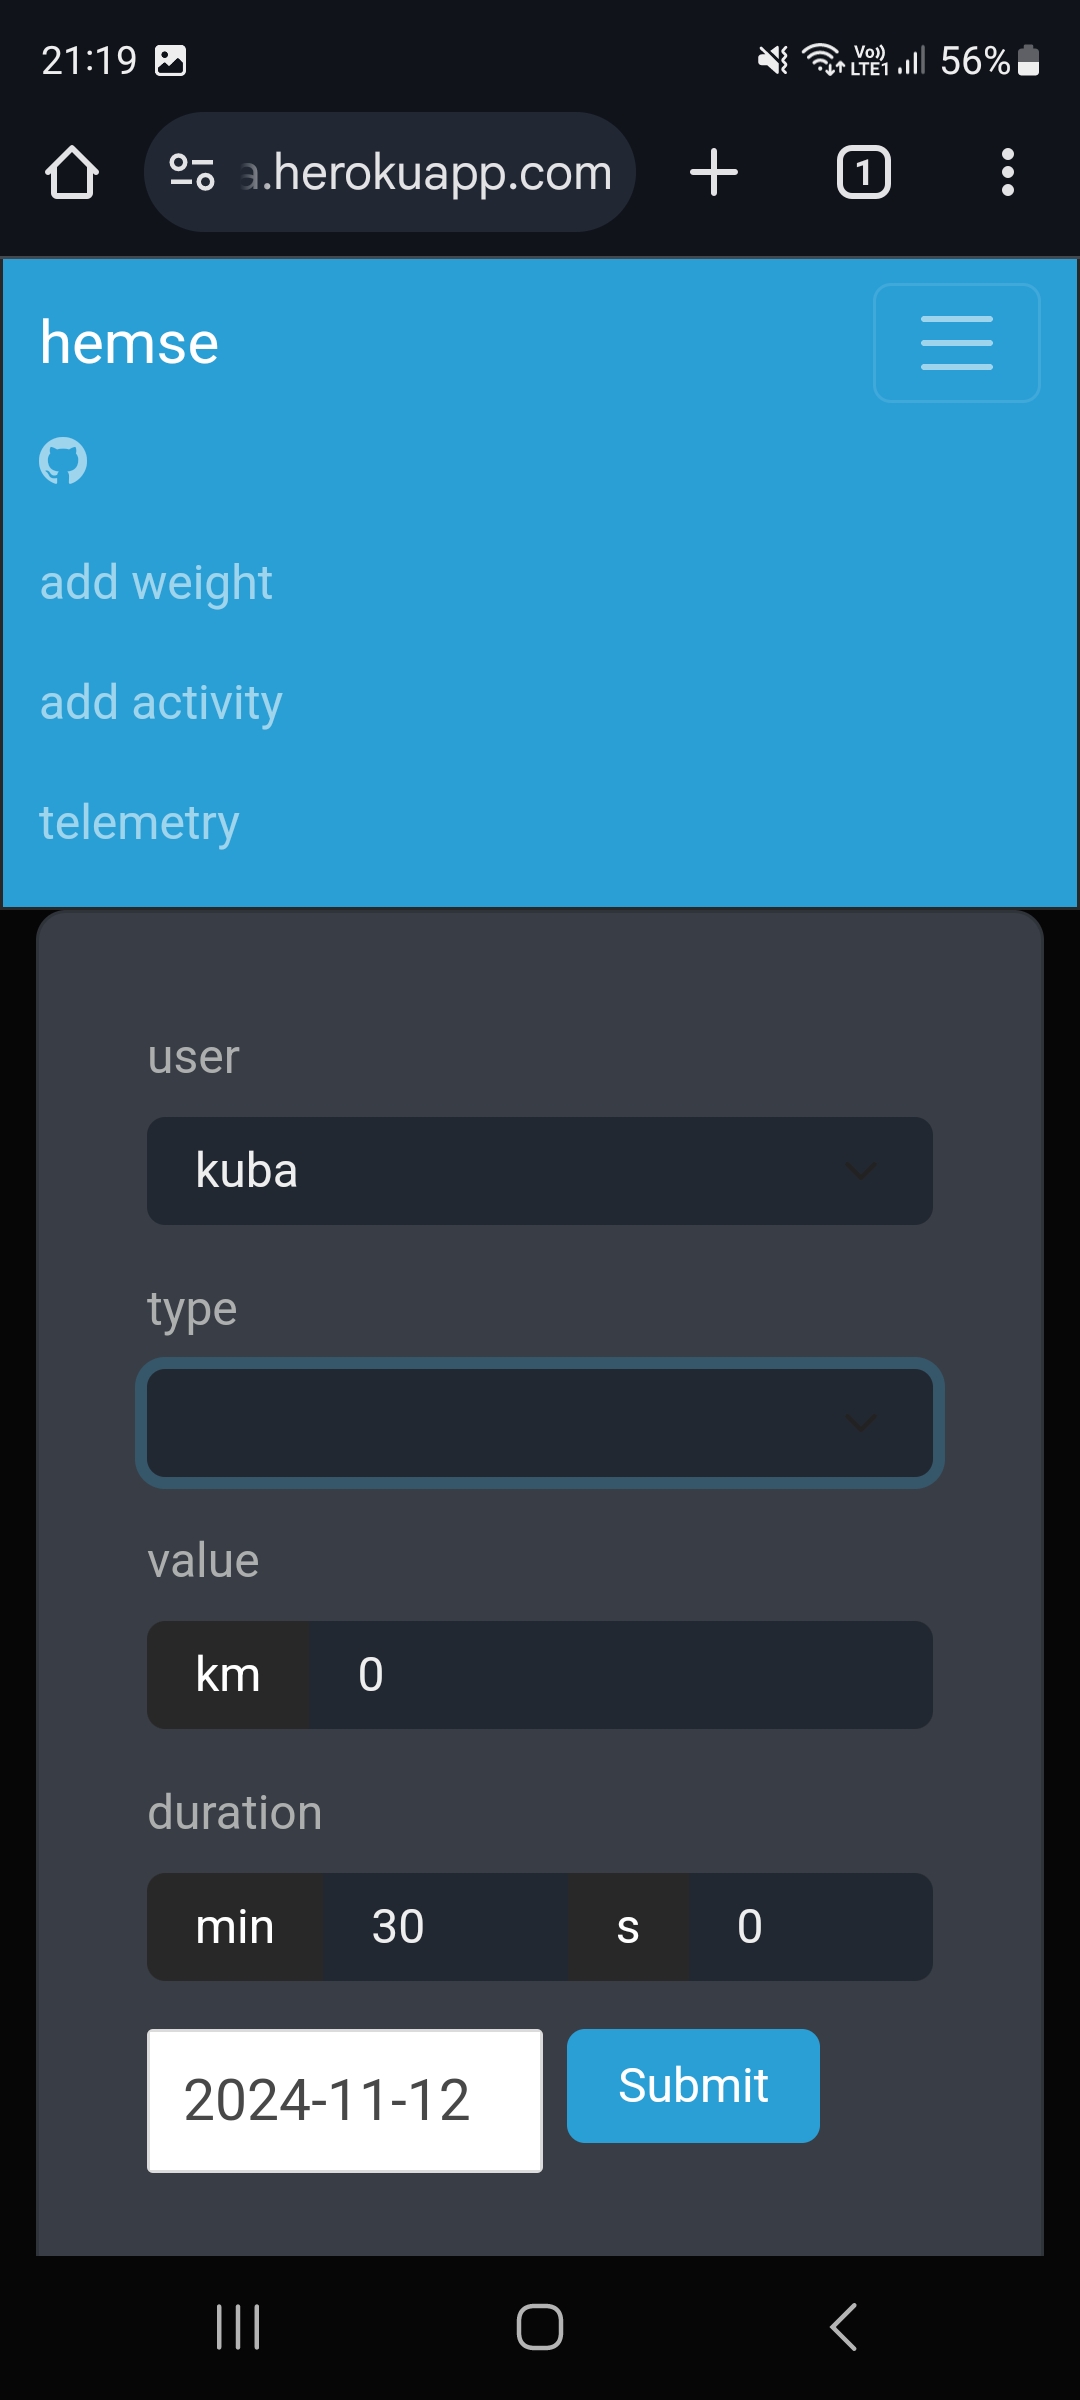 21:19 Vo)) LTE1 56%
a.herokuapp.com 1
hemse
add weight
add activity
telemetry
user
kuba
type
value
km 0
duration
min 30 s 0
2024-11-12 Submit